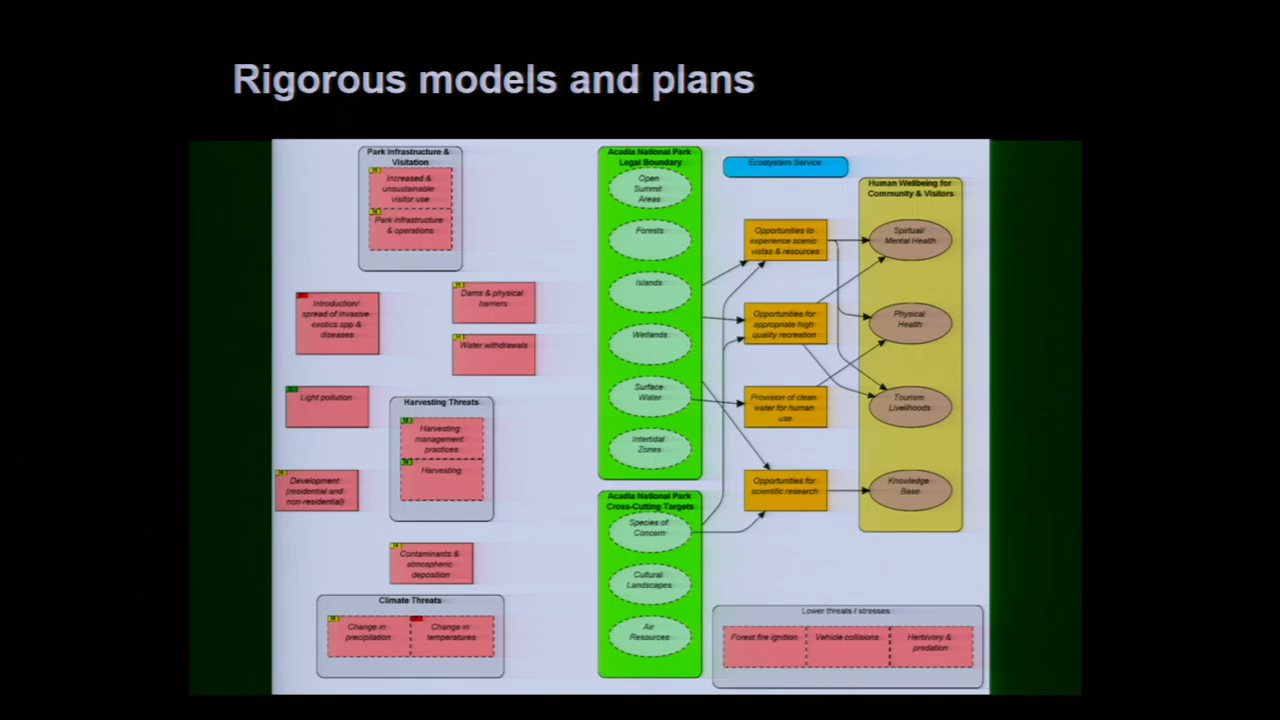 Rigorous models and plans
Park Infrastructure &
Visitation
Increased &
unsustainable
visitor use
Park infrastructure
& operations
Introduction/
spread of invasive
exotics spp &
diseases
Dams & physical
barriers
Water withdrawals
Light pollution
Harvesting Threats
Harvesting
management
practices
Harvesting
Development
(residential and
non-residential)
Contaminants &
atmospheric
deposition
Climate Threats
Change in
precipitation
Change in
temperatures
Acadia National Park
Legal Boundary
Open
Summit
Areas
Forests
Islands
Wetlands
Surface
Water
Intertidal
Zones
Acadia National Park
Cross-Cutting Targets
Species of
Concern
Cultural
Landscapes
Air
Resources
Ecosystem Service
Opportunities to
experience scenic
vistas & resources
Opportunities for
appropriate high
quality recreation
Provision of clean
water for human
use
Opportunities for
scientific research
Human Wellbeing for
Community & Visitors
Spirtual/
Mental Health
Physical
Health
Tourism
Livelihoods
Knowledge
Base
Lower threats / stresses
Forest fire ignition
Vehicle collisions
Herbivory &
predation